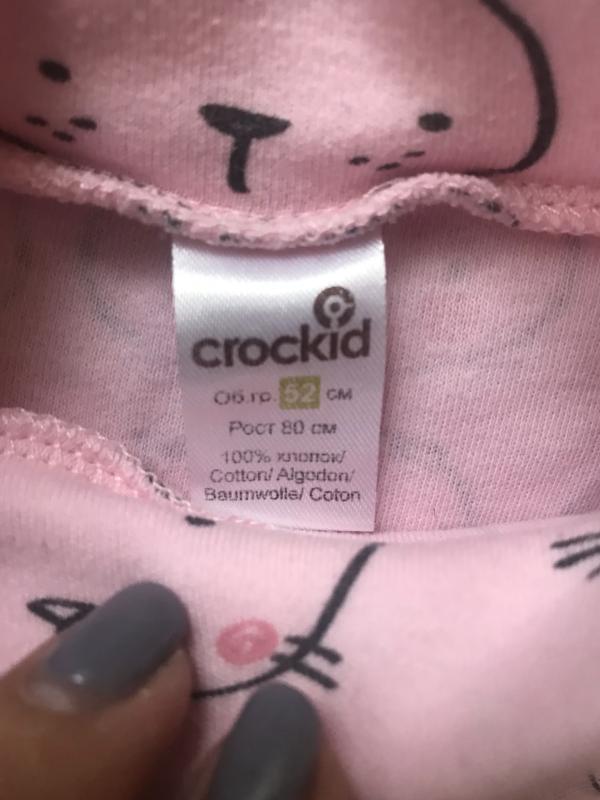 crockid
Об.гр. 52 см
Рост 80 см
100% хлопок/
Cotton/ Algodon/
Baumwolle/ Coton